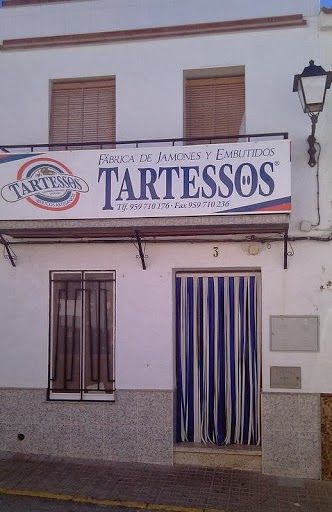 FÁBRICA DE JAMONES Y EMBUTIDOS
TARTESSOS®
Tlf. 959 710 176 - Fax 959 710 236
TARTESSOS
3